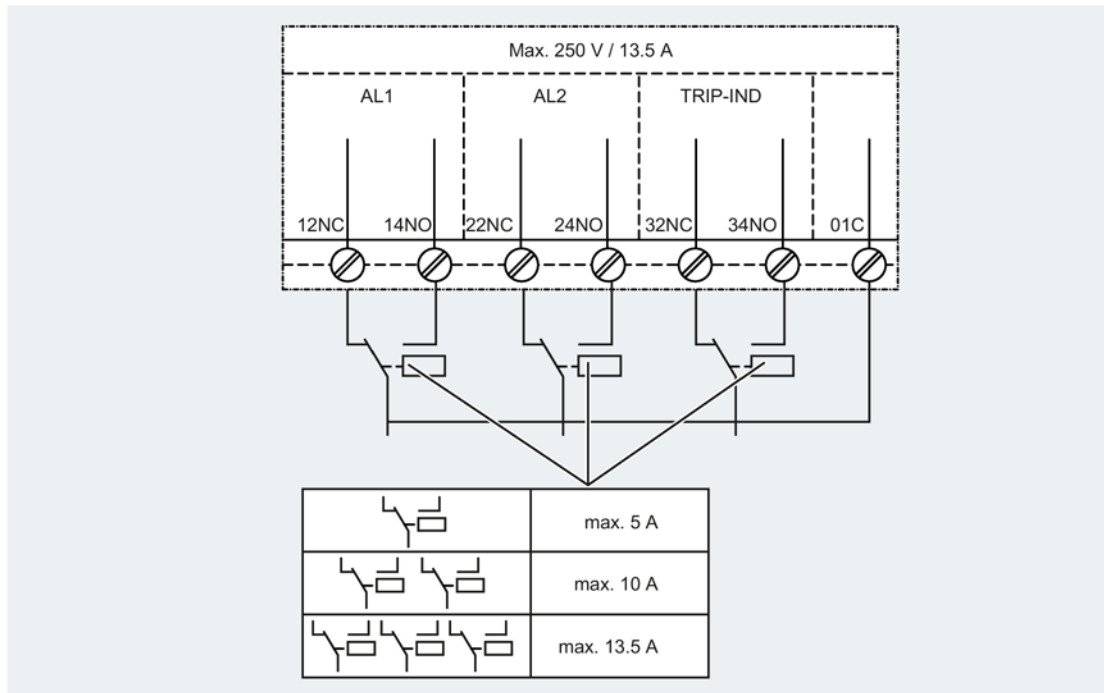 Max. 250 V / 13.5 A
AL1 AL2 TRIP-IND
12NC 14NO 22NC 24NO 32NC 34NO 01C
max. 5 A
max. 10 A
max. 13.5 A